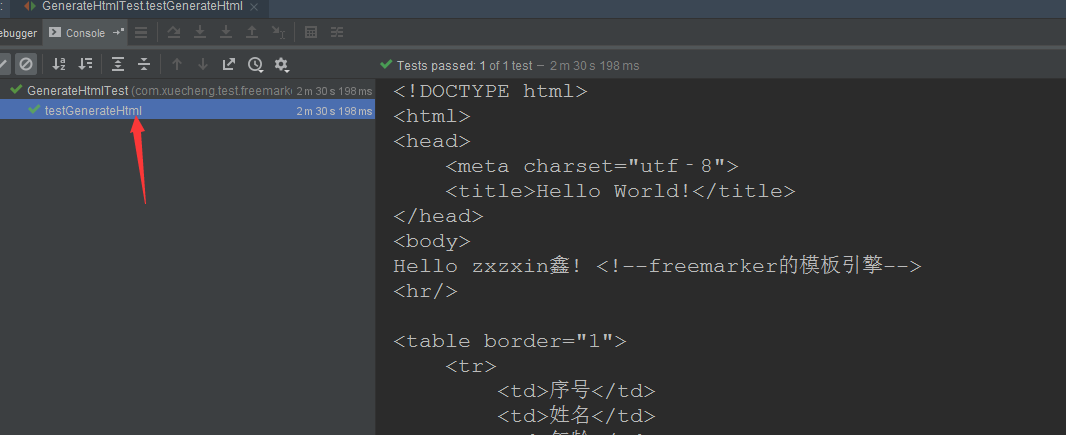 : GenerateHtmlTest.testGenerateHtml
ebugger Console
Tests passed: 1 of 1 test – 2 m 30 s 198 ms
GenerateHtmlTest (com.xuecheng.test.freemark 2 m 30 s 198 ms
testGenerateHtml 2 m 30 s 198 ms
<!DOCTYPE html>
<html>
<head>
<meta charset="utf‐8">
<title>Hello World!</title>
</head>
<body>
Hello zxzxin鑫! <!--freemarker的模板引擎-->
<hr/>
<table border="1">
<tr>
<td>序号</td>
<td>姓名</td>